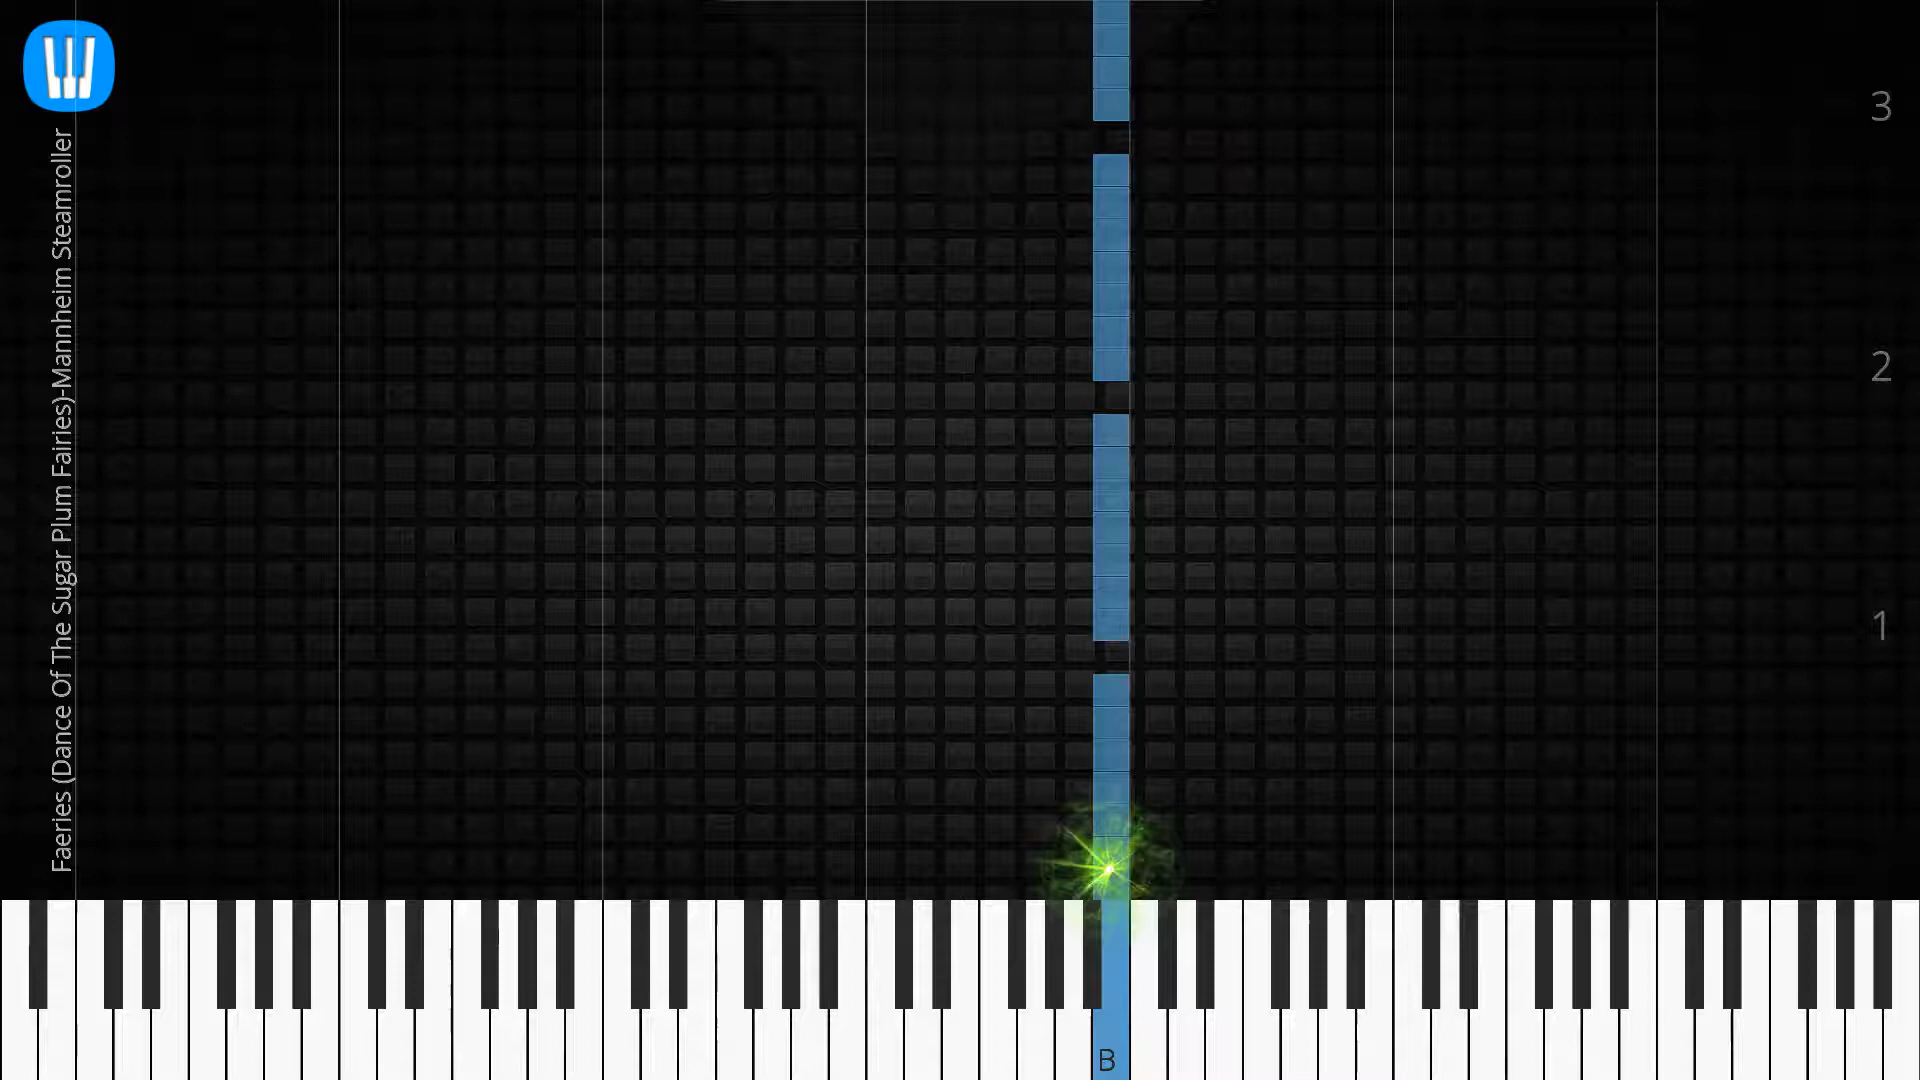 Faeries (Dance Of The Sugar Plum Fairies)-Mannheim Steamroller
3
2
1
B